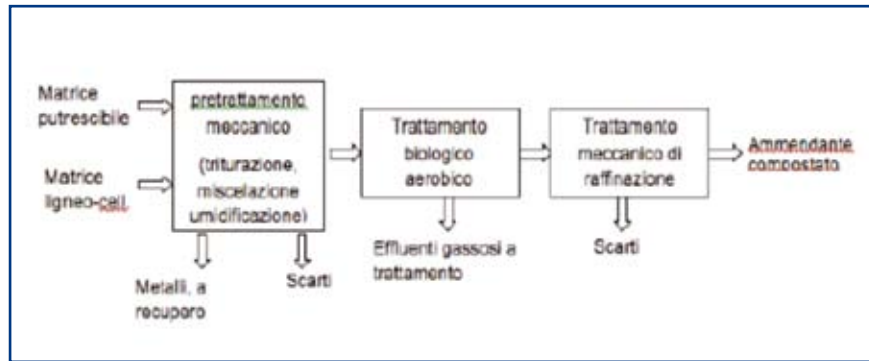 Matrice
putrescibile
Matrice
ligneo-cell.
pretrattamento
meccanico
(triturazione,
miscelazione
umidificazione)
Metalli, a
recupero
Scarti
Trattamento
biologico
aerobico
Effluenti gassosi a
trattamento
Trattamento
meccanico di
raffinazione
Scarti
Ammendante
compostato